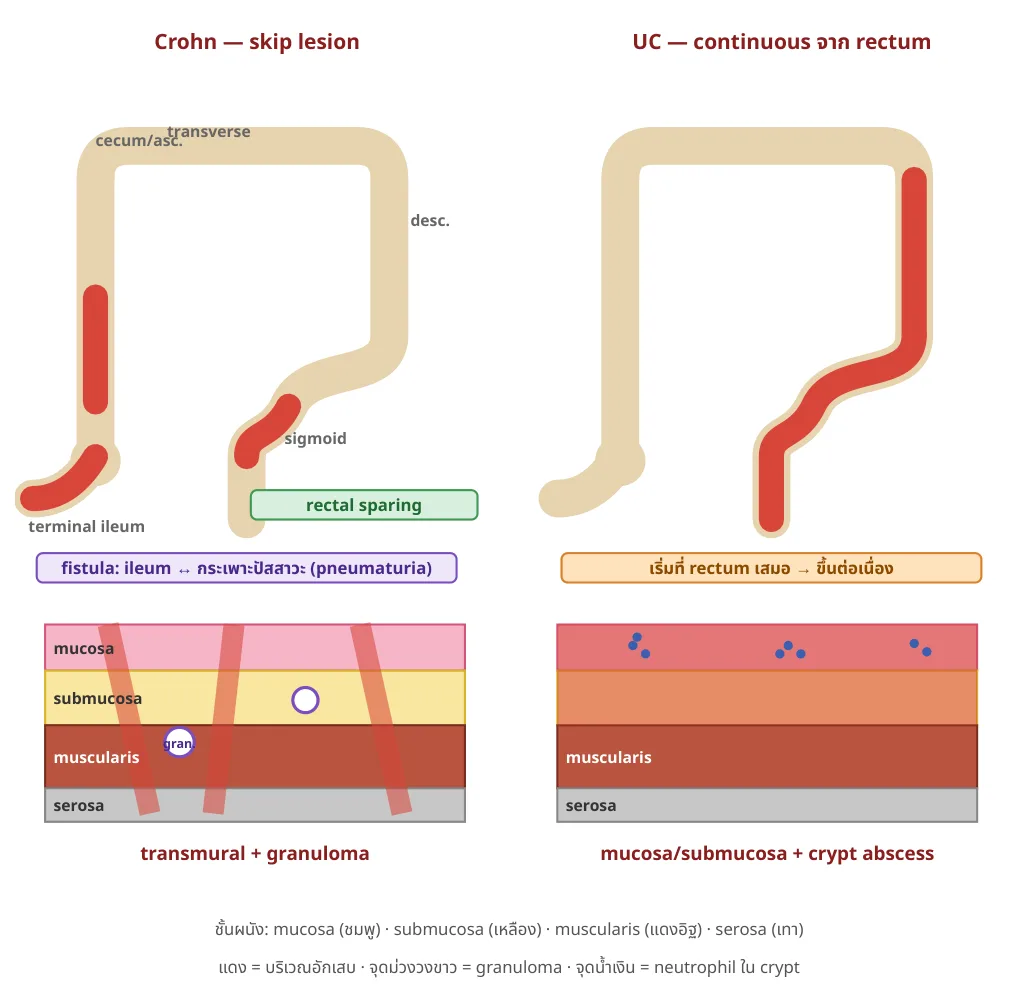 Crohn — skip lesion
UC — continuous จาก rectum
transverse
cecum/asc.
desc.
sigmoid
rectal sparing
terminal ileum
fistula: ileum ↔ กระเพาะปัสสาวะ (pneumaturia)
เริ่มที่ rectum เสมอ → ขึ้นต่อเนื่อง
mucosa
submucosa
gran.
muscularis
serosa
muscularis
serosa
transmural + granuloma
mucosa/submucosa + crypt abscess
ชั้นผนัง: mucosa (ชมพู) · submucosa (เหลือง) · muscularis (แดงอิฐ) · serosa (เทา)
แดง = บริเวณอักเสบ · จุดม่วงวงขาว = granuloma · จุดน้ำเงิน = neutrophil ใน crypt